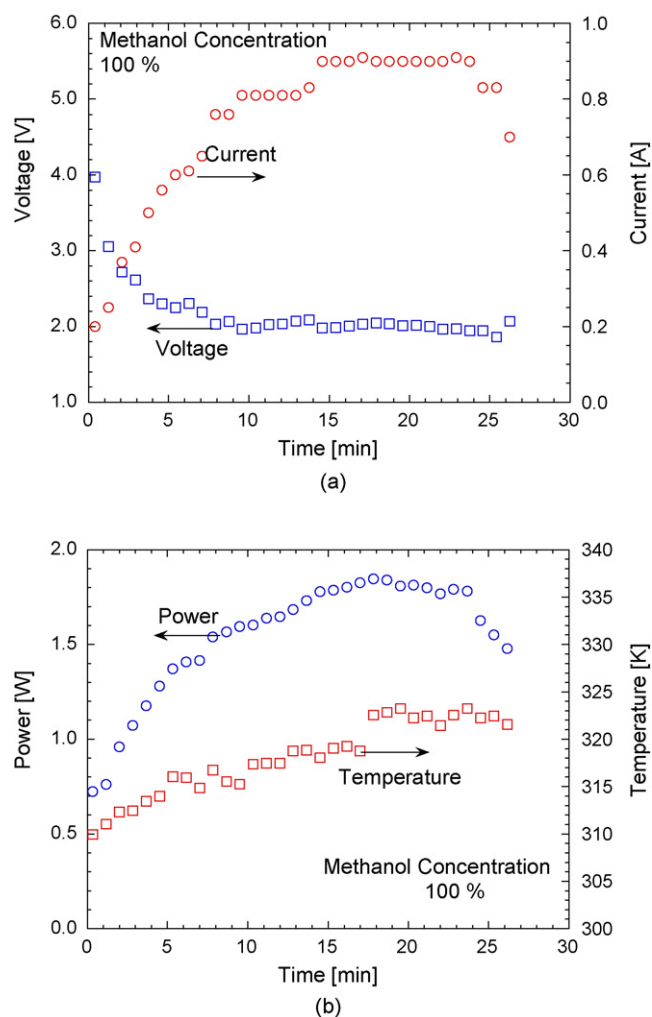 6.0
5.0
4.0
3.0
2.0
1.0
Voltage [V]
Methanol Concentration
100 %
Current
Voltage
1.0
0.8
0.6
0.4
0.2
0.0
Current [A]
0 5 10 15 20 25 30
Time [min]
(a)
2.0
1.5
1.0
0.5
0.0
Power [W]
Power
Temperature
Methanol Concentration
100 %
340
335
330
325
320
315
310
305
300
Temperature [K]
0 5 10 15 20 25 30
Time [min]
(b)